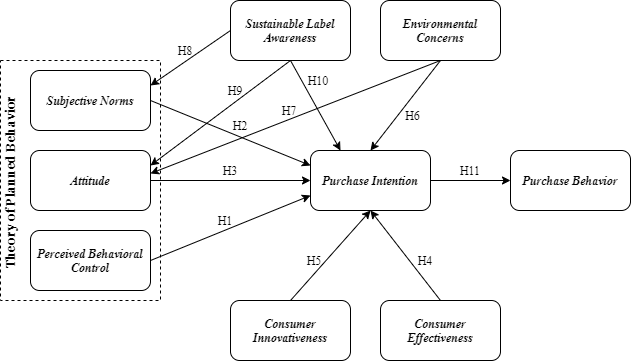 Sustainable Label
Awareness
Environmental
Concerns
H8
H9
H10
H7
H6
Theory of Planned Behavior
Subjective Norms
H2
Attitude
H3
Purchase Intention
H11
Purchase Behavior
H1
Perceived Behavioral
Control
H5
H4
Consumer
Innovativeness
Consumer
Effectiveness